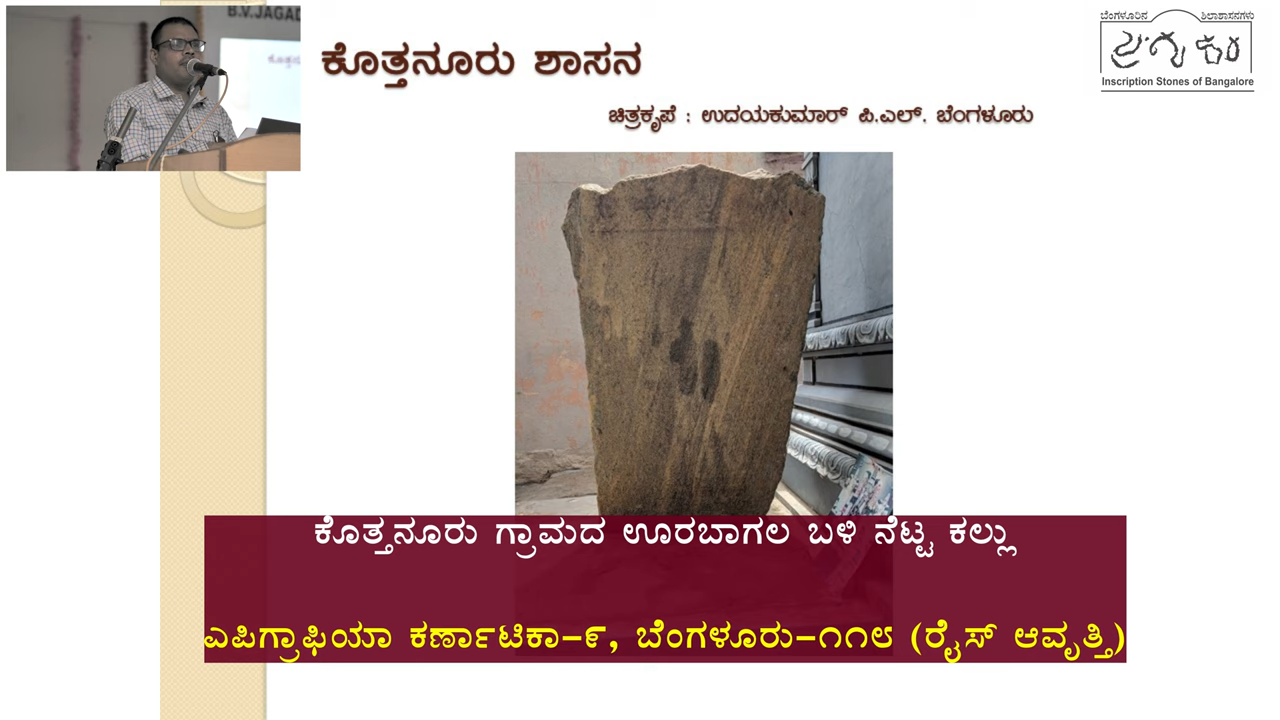 B.V.JAGAD
ಕೊತ್ತನೂರು ಶಾಸನ
ಚಿತ್ರಕೃಪೆ : ಉದಯಕುಮಾರ್ ಪಿ.ಎಲ್. ಬೆಂಗಳೂರು
ಬೆಂಗಳೂರಿನ ಶಿಲಾಶಾಸನಗಳು
Inscription Stones of Bangalore
ಕೊತ್ತನೂರು ಗ್ರಾಮದ ಊರಬಾಗಲ ಬಳಿ ನೆಟ್ಟ ಕಲ್ಲು
ಎಪಿಗ್ರಾಫಿಯಾ ಕರ್ಣಾಟಿಕಾ-೯, ಬೆಂಗಳೂರು-೧೧೮ (ರೈಸ್ ಆವೃತ್ತಿ)